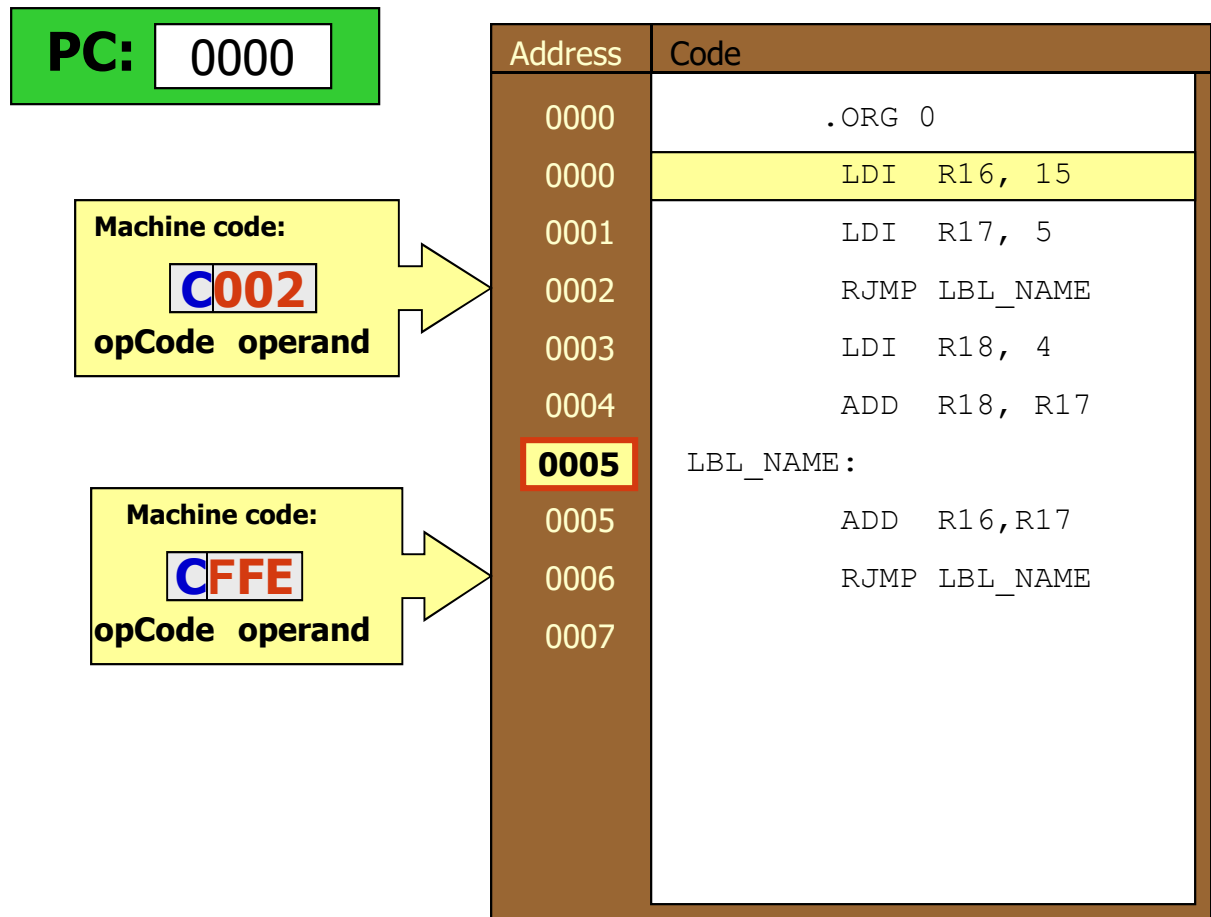 PC: 0000
Address Code
0000 .ORG 0
0000 LDI R16, 15
0001 LDI R17, 5
0002 RJMP LBL_NAME
0003 LDI R18, 4
0004 ADD R18, R17
0005 LBL_NAME:
0005 ADD R16,R17
0006 RJMP LBL_NAME
0007
Machine code:
C002
opCode operand
Machine code:
CFFE
opCode operand